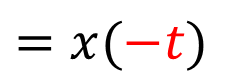 = x(−t)